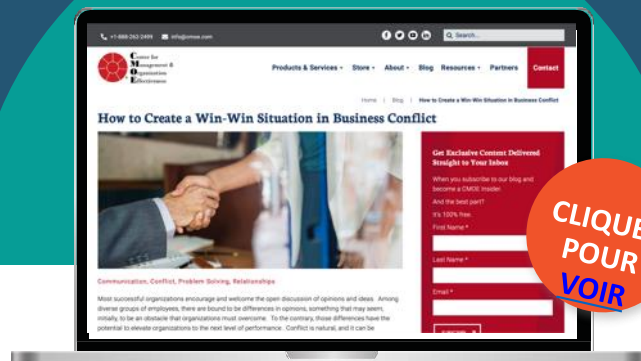 +1-888-262-2499 info@cmoe.com Search...
Center for
Management &
Organization
Effectiveness
Products & Services Store About Blog Resources Partners Contact
Home | Blog | How to Create a Win-Win Situation in Business Conflict
How to Create a Win-Win Situation in Business Conflict
Get Exclusive Content Delivered
Straight to Your Inbox
When you subscribe to our blog and
become a CMOE Insider.
And the best part?
It's 100% free.
First Name *
Last Name *
Email *
Communication, Conflict, Problem Solving, Relationships
Most successful organizations encourage and welcome the open discussion of opinions and ideas. Among
diverse groups of employees, there are bound to be differences in opinions, something that may seem,
initially, to be an obstacle that organizations must overcome. To the contrary, those differences have the
potential to elevate organizations to the next level of performance. Conflict is natural, and it can be
CLIQUE
POUR
VOIR